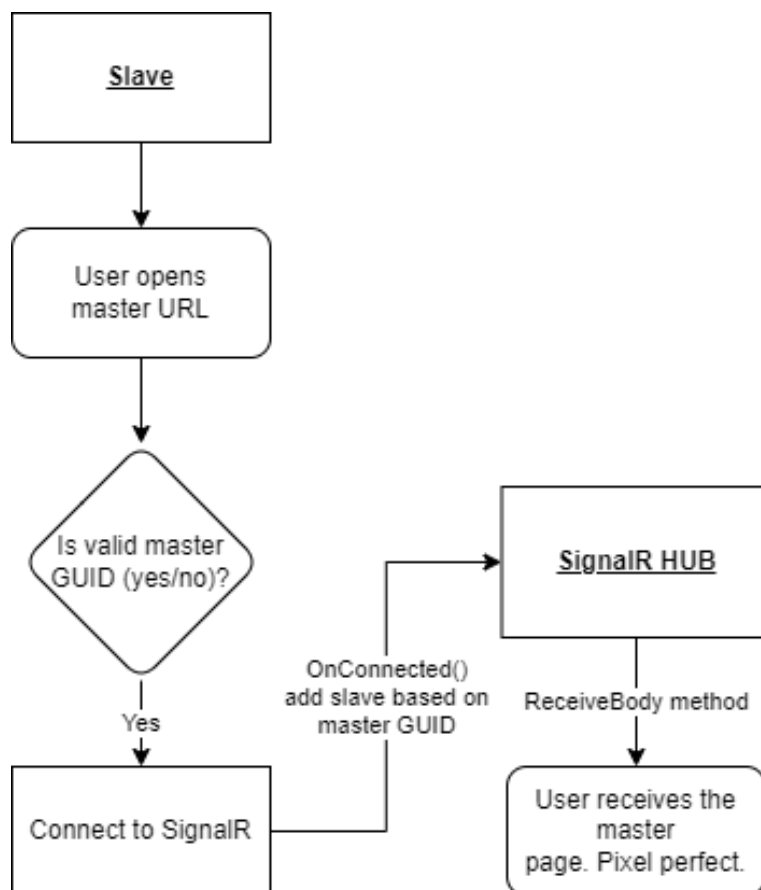 Slave
User opens
master URL
Is valid master
GUID (yes/no)?
Yes
Connect to SignalR
OnConnected()
add slave based on
master GUID
SignalR HUB
ReceiveBody method
User receives the
master
page. Pixel perfect.